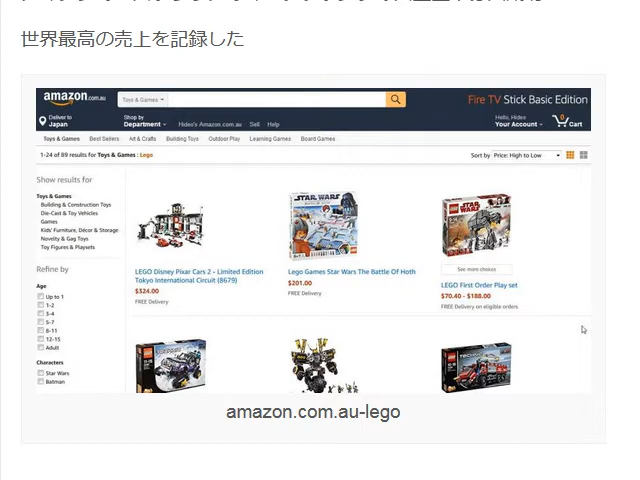 世界最高の売上を記録した
amazon.com.au
Toys & Games
Fire TV Stick Basic Edition
Deliver to
Japan
Shop by
Department
Hideo's Amazon.com.au Sell Help
Hello, Hideo
Your Account
0
Cart
Toys & Games Best Sellers Art & Crafts Building Toys Outdoor Play Learning Games Board Games
1-24 of 89 results for Toys & Games : Lego
Sort by Price: High to Low
Show results for
Toys & Games
Building & Construction Toys
Die-Cast & Toy Vehicles
Games
Kids' Furniture, Décor & Storage
Novelty & Gag Toys
Toy Figures & Playsets
Refine by
Age
Up to 1
1-2
3-4
5-7
8-11
12-15
Adult
Characters
Star Wars
Batman
LEGO Disney Pixar Cars 2 - Limited Edition
Tokyo International Circuit (8679)
$324.00
FREE Delivery
STAR WARS
LEGO Games Star Wars The Battle Of Hoth
$201.00
FREE Delivery
STAR WARS
See more choices
LEGO First Order Play set
$70.40 - $188.00
FREE Delivery on eligible orders
TECHNIC
amazon.com.au-lego